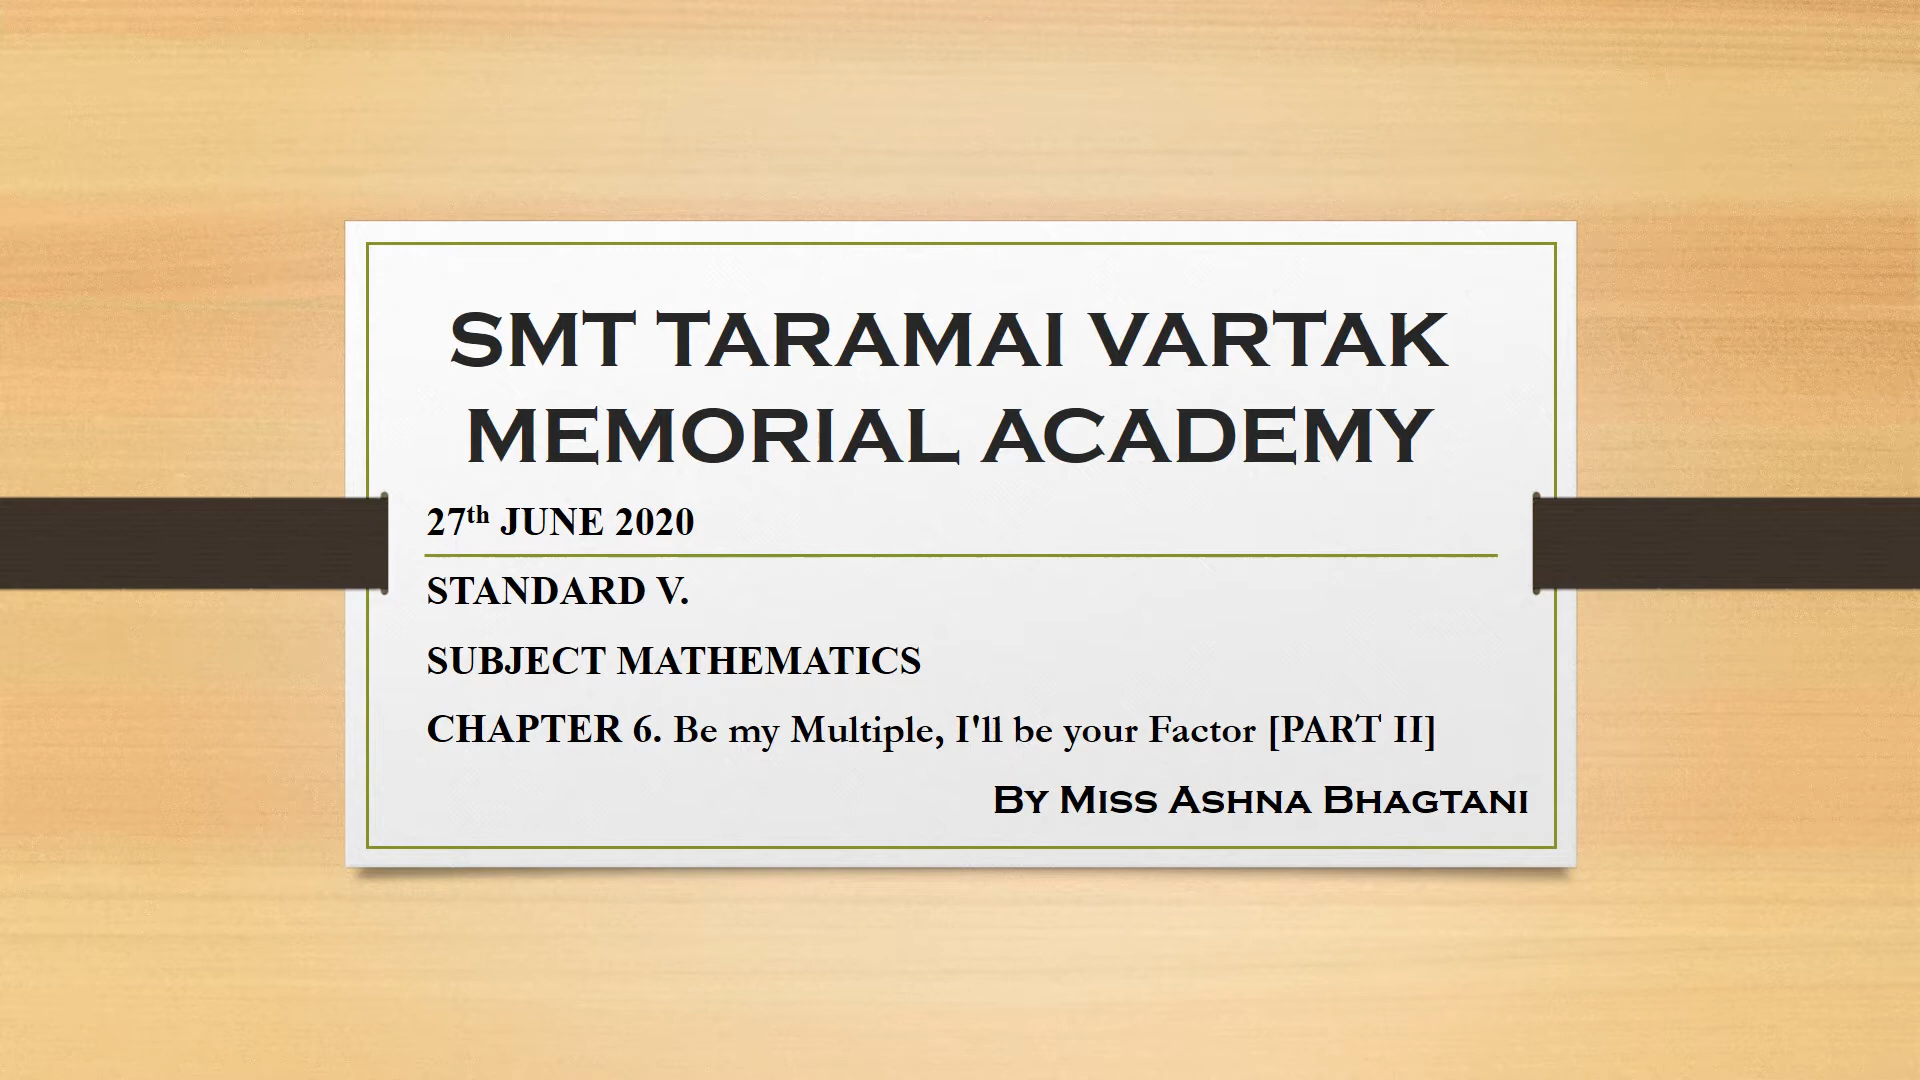 SMT TARAMAI VARTAK
MEMORIAL ACADEMY
27th JUNE 2020
STANDARD V.
SUBJECT MATHEMATICS
CHAPTER 6. Be my Multiple, I'll be your Factor [PART II]
By Miss Ashna Bhagtani